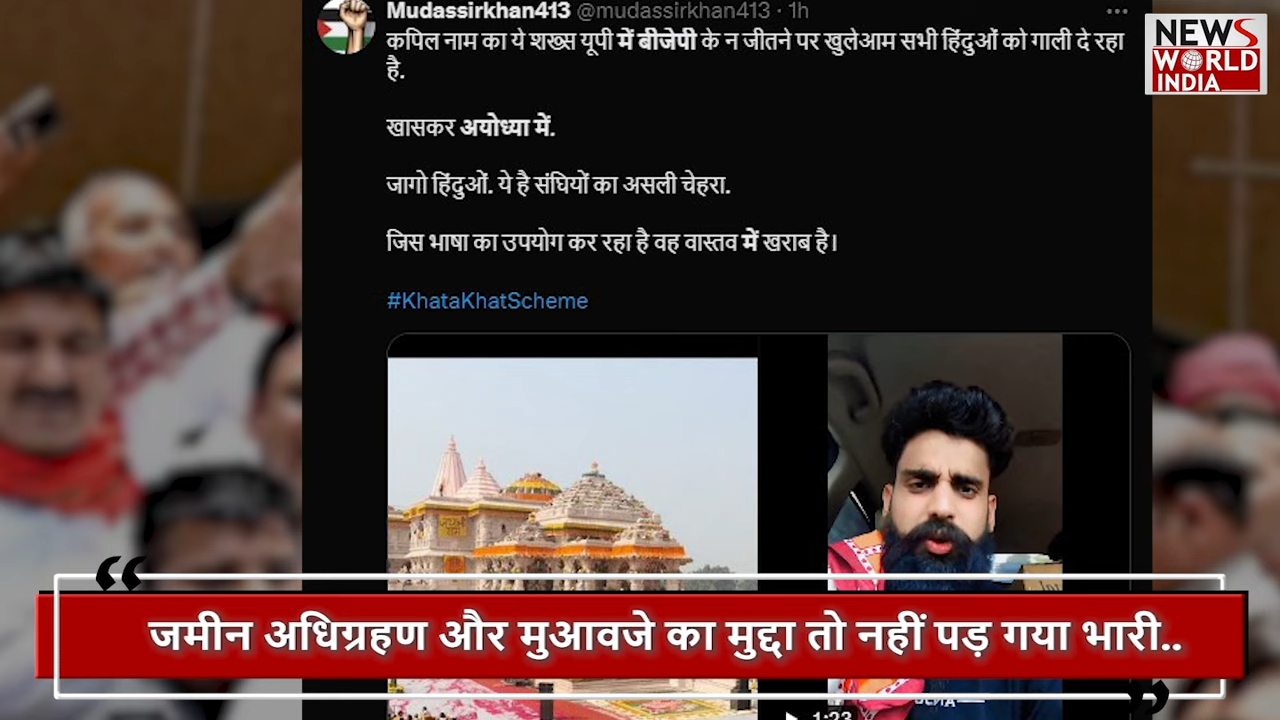 Mudassirkhan413 @mudassirkhan413 · 1h
NEWS
WORLD
INDIA
कपिल नाम का ये शख्स यूपी में बीजेपी के न जीतने पर खुलेआम सभी हिंदुओं को गाली दे रहा
है.
खासकर अयोध्या में.
जागो हिंदुओं. ये है संघियों का असली चेहरा.
जिस भाषा का उपयोग कर रहा है वह वास्तव में खराब है।
#KhataKhatScheme
जमीन अधिग्रहण और मुआवजे का मुद्दा तो नहीं पड़ गया भारी..
1:23